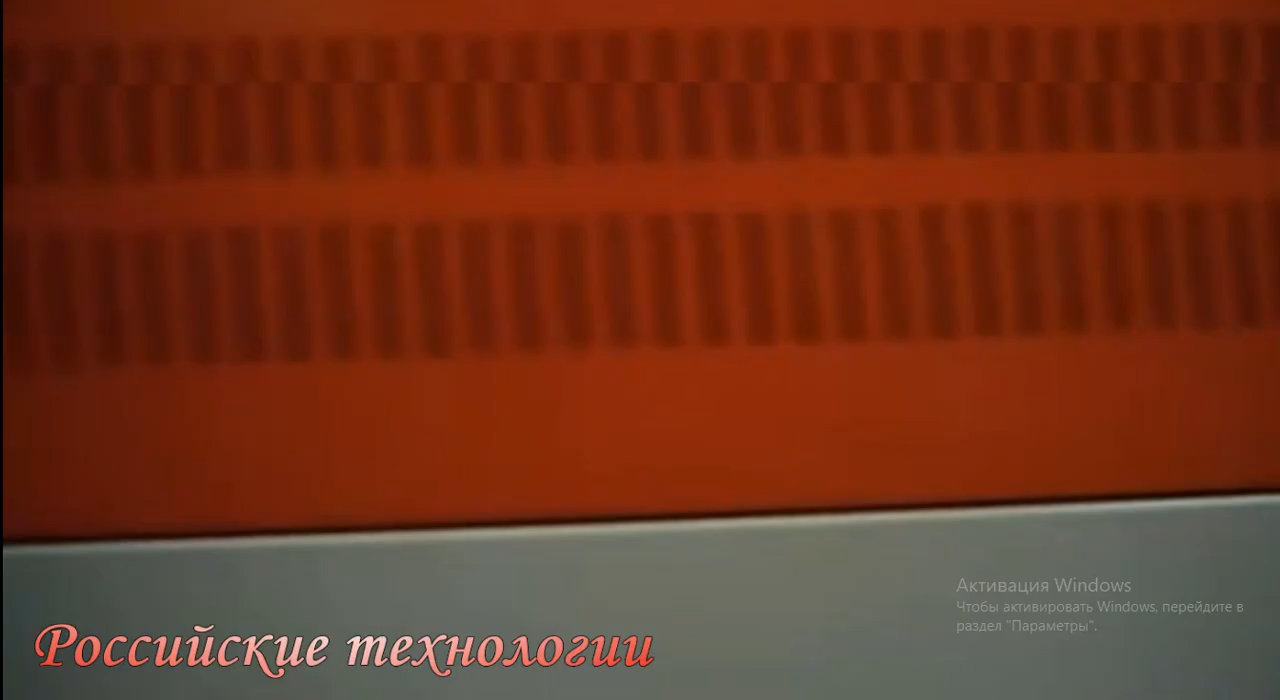 Активация Windows
Чтобы активировать Windows, перейдите в
раздел "Параметры".
Российские технологии